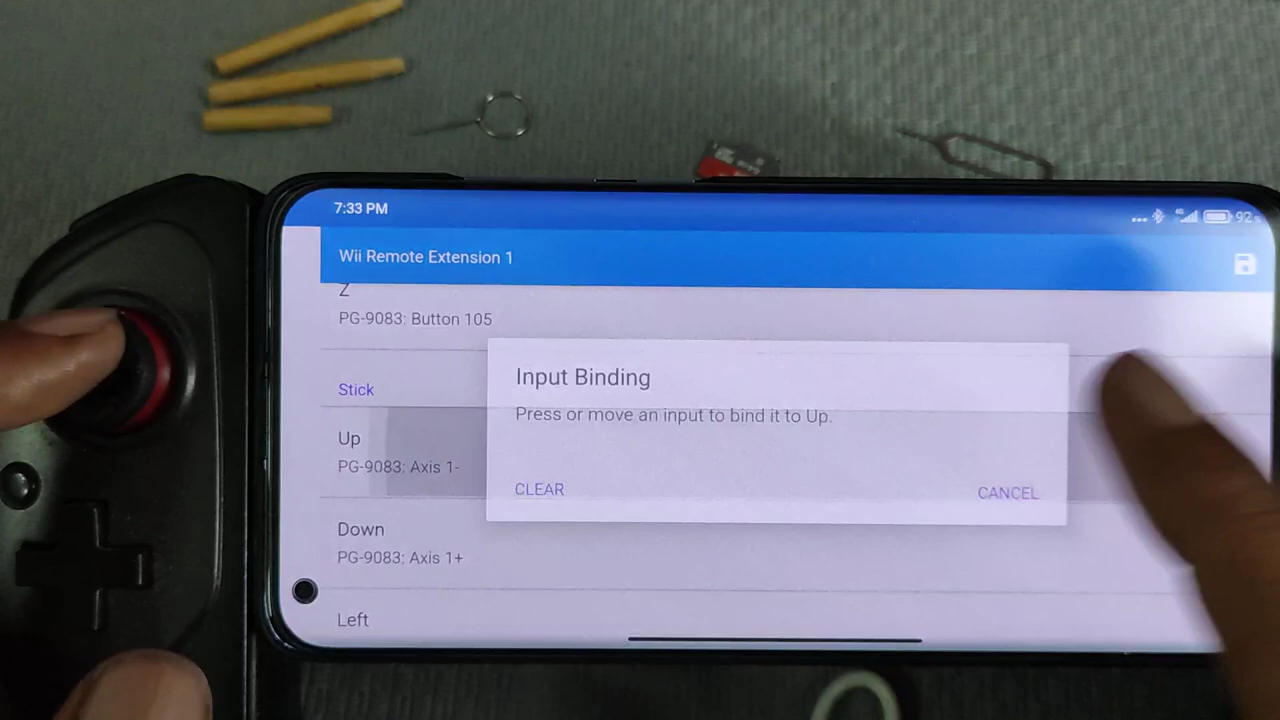 7:33 PM
92
Wii Remote Extension 1
Z
PG-9083: Button 105
Stick
Up
PG-9083: Axis 1-
Input Binding
Press or move an input to bind it to Up.
CLEAR
CANCEL
Down
PG-9083: Axis 1+
Left